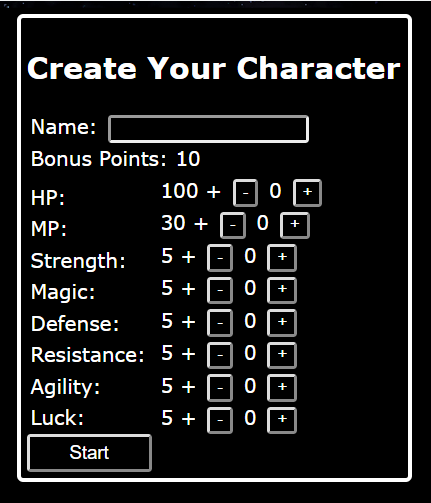 Create Your Character
Name:
Bonus Points: 10
HP: 100 + - 0 +
MP: 30 + - 0 +
Strength: 5 + - 0 +
Magic: 5 + - 0 +
Defense: 5 + - 0 +
Resistance: 5 + - 0 +
Agility: 5 + - 0 +
Luck: 5 + - 0 +
Start